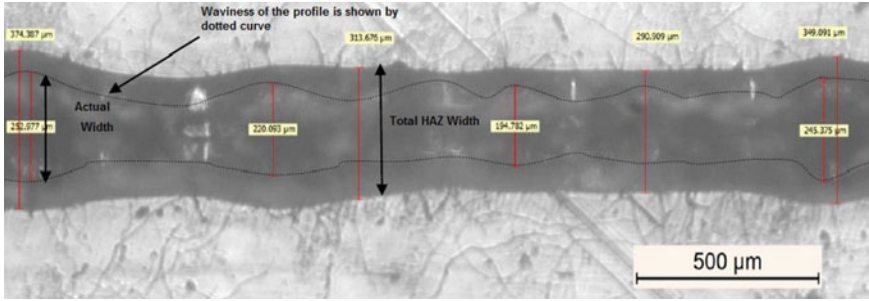 Waviness of the profile is shown by
dotted curve
374.387 µm
313.676 µm
290.909 µm
349.091 µm
Actual
Width
Total HAZ Width
252.977 µm
220.093 µm
194.782 µm
245.375 µm
500 µm